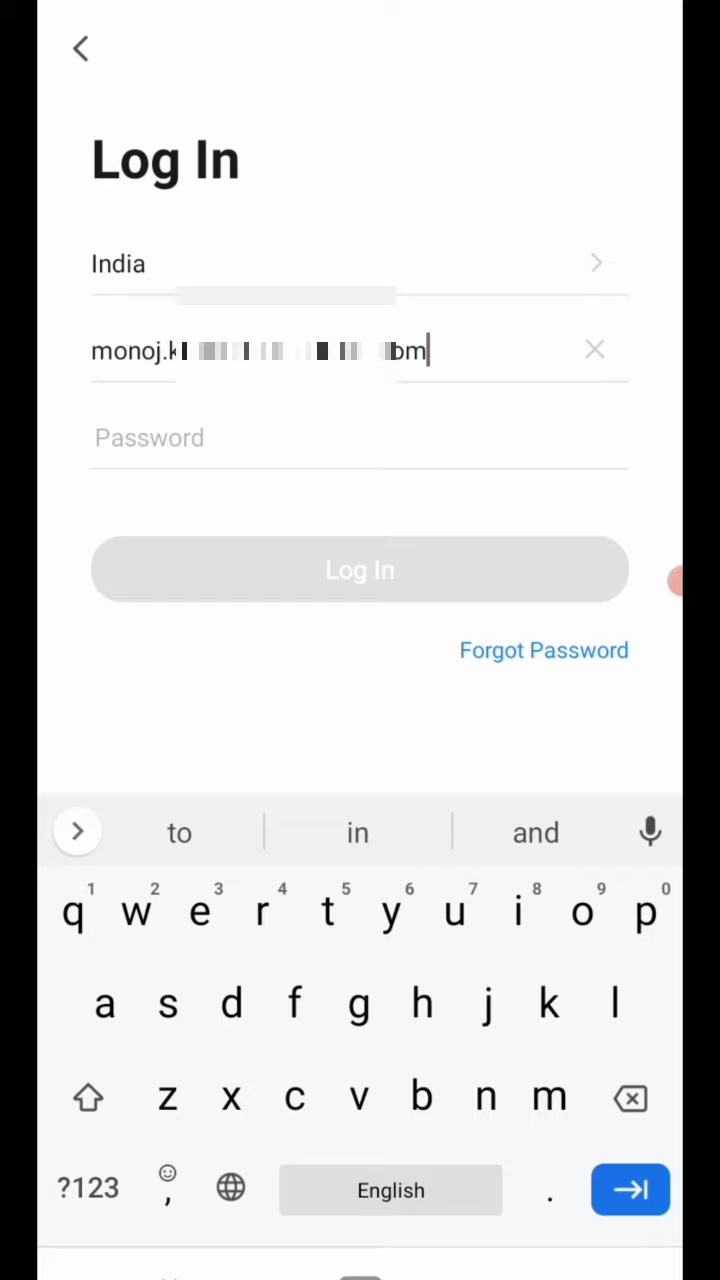 Log In
India
monoj.
Password
Log In
Forgot Password
to in and
1 2 3 4 5 6 7 8 9 0
q w e r t y u i o p
a s d f g h j k l
z x c v b n m
?123 , English .